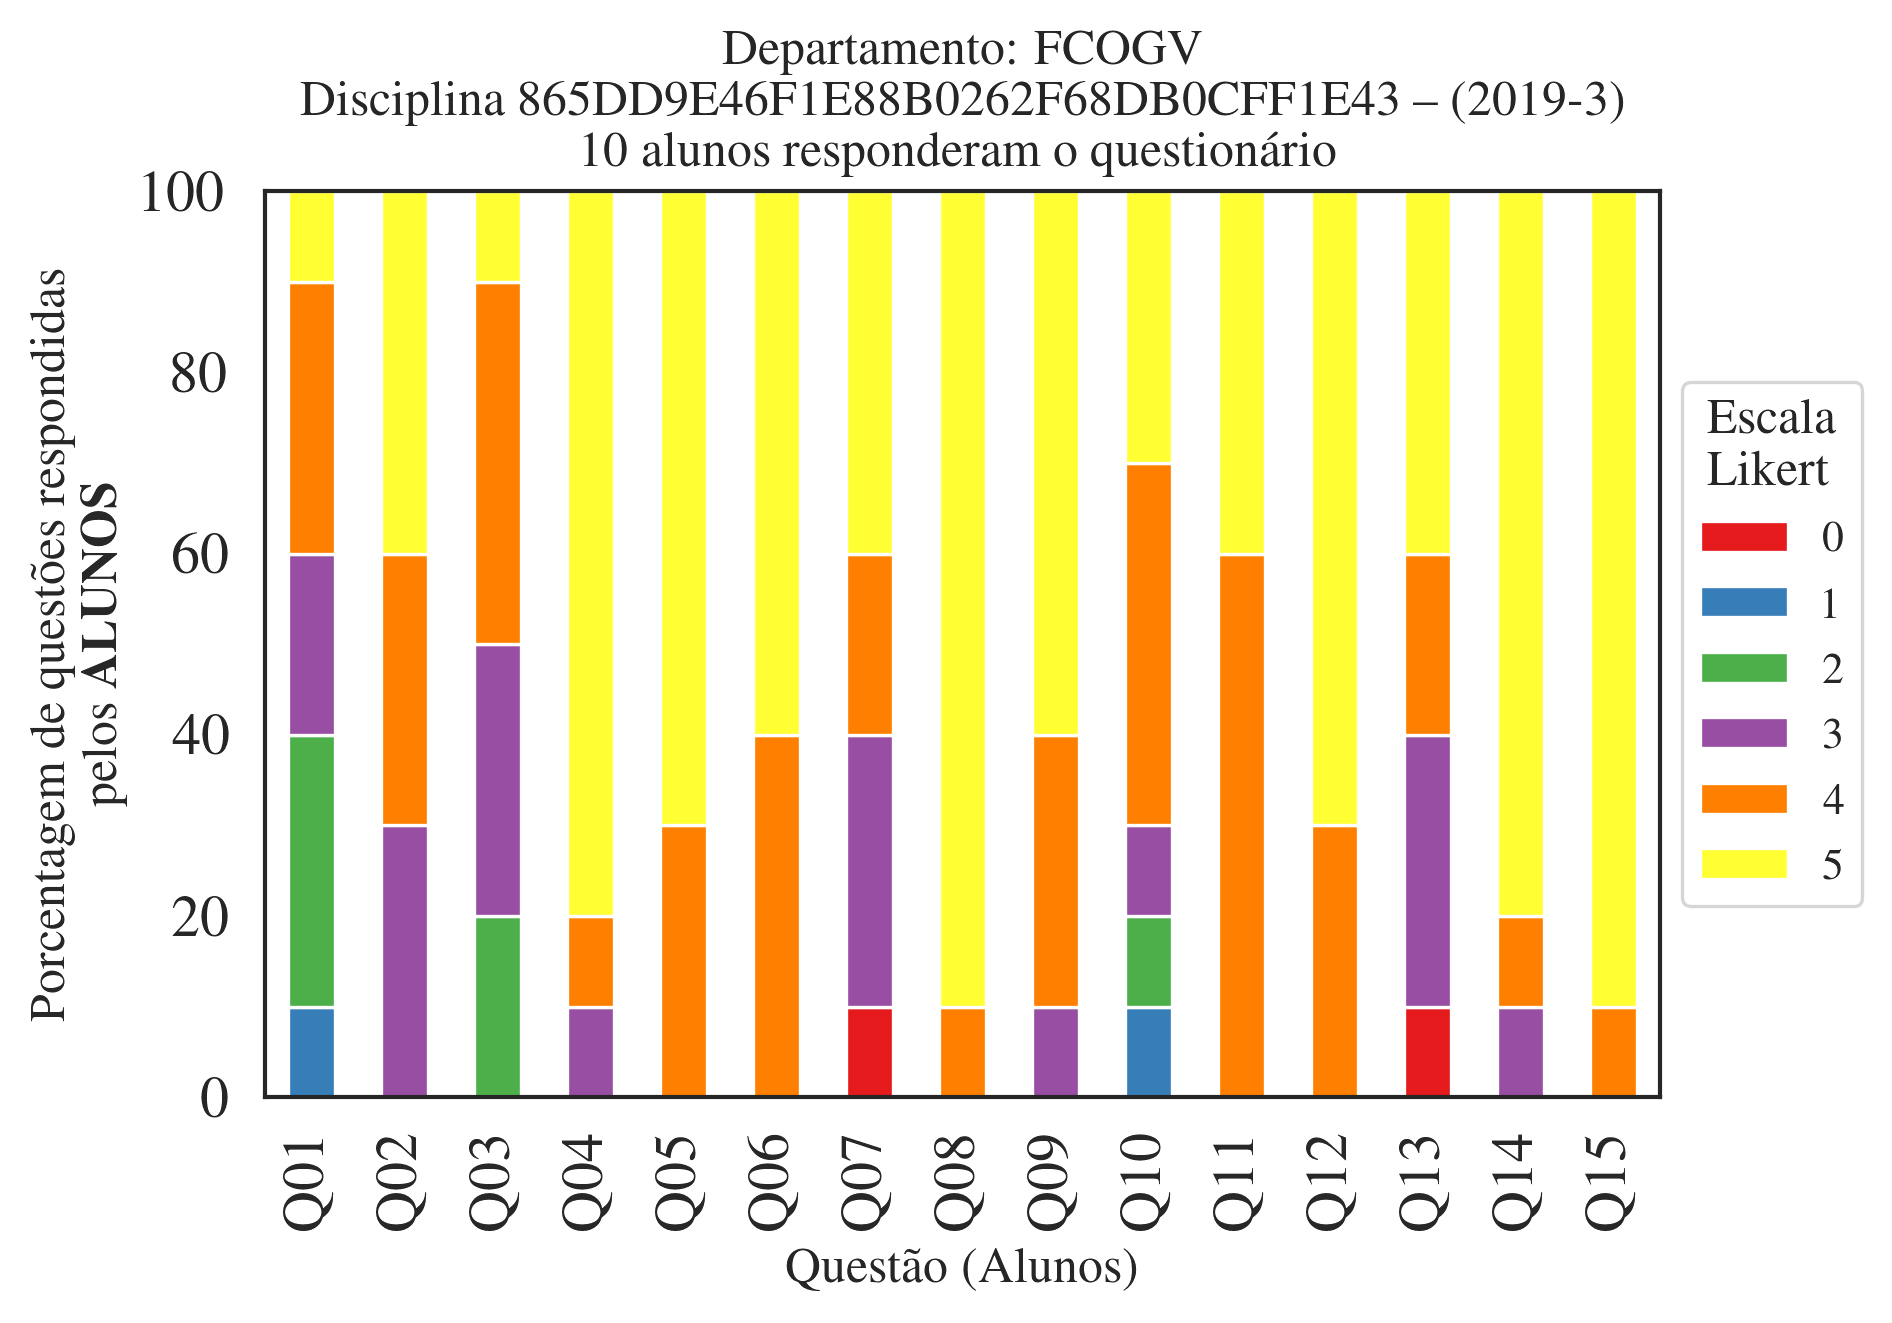 Departamento: FCOGV
Disciplina 865DD9E46F1E88B0262F68DB0CFF1E43 – (2019-3)
10 alunos responderam o questionário
Porcentagem de questões respondidas
pelos ALUNOS
100
80
60
40
20
0
Q01
Q02
Q03
Q04
Q05
Q06
Q07
Q08
Q09
Q10
Q11
Q12
Q13
Q14
Q15
Questão (Alunos)
Escala
Likert
0
1
2
3
4
5